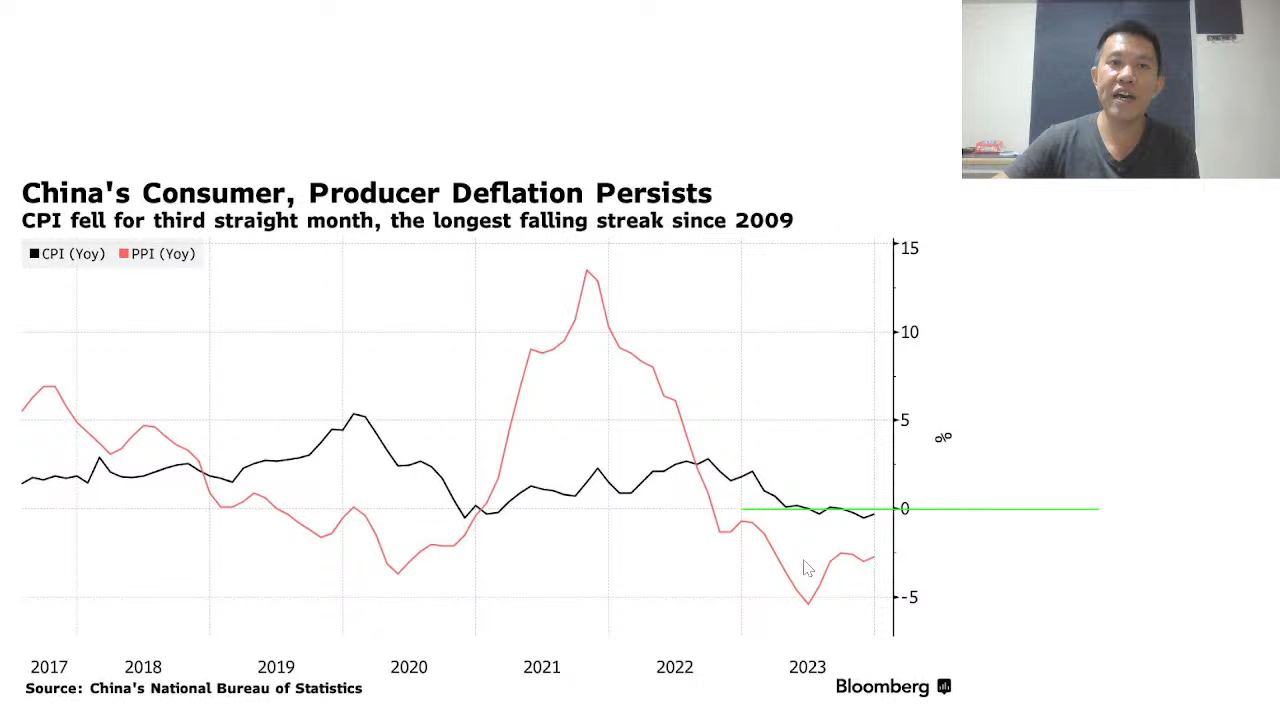 China's Consumer, Producer Deflation Persists
CPI fell for third straight month, the longest falling streak since 2009
CPI (Yoy) PPI (Yoy)
15
10
5
%
0
-5
2017 2018 2019 2020 2021 2022 2023
Source: China's National Bureau of Statistics
Bloomberg